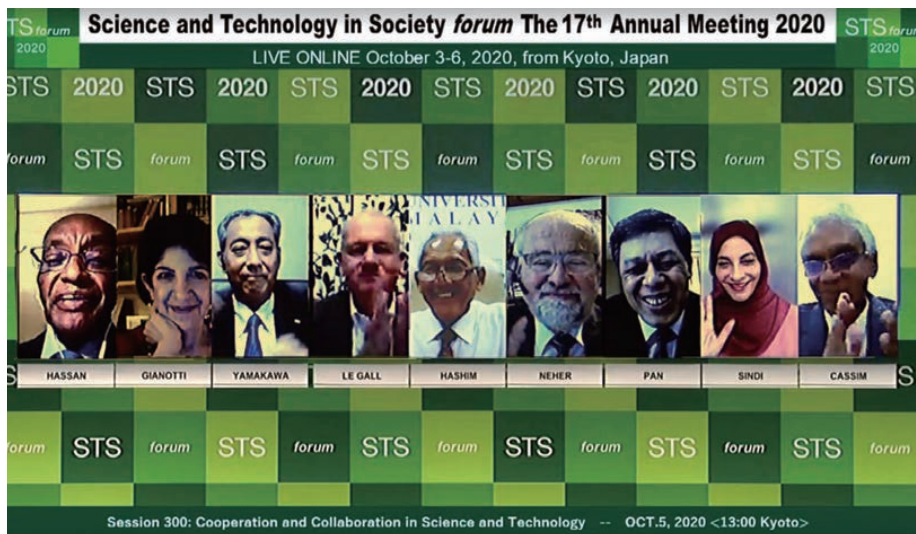 STS forum 2020
Science and Technology in Society forum The 17th Annual Meeting 2020
STS forum 2020
LIVE ONLINE October 3-6, 2020, from Kyoto, Japan
STS 2020 STS 2020 STS 2020 STS 2020 STS 2020 STS 2020 STS
forum STS forum STS forum STS forum STS forum STS forum STS forum
UNIVERSIT
MALAY
S HASSAN GIANOTTI YAMAKAWA LE GALL HASHIM NEHER PAN SINDI CASSIM S
forum STS forum STS forum STS forum STS forum STS forum STS forum
Session 300: Cooperation and Collaboration in Science and Technology -- OCT.5, 2020 <13:00 Kyoto>